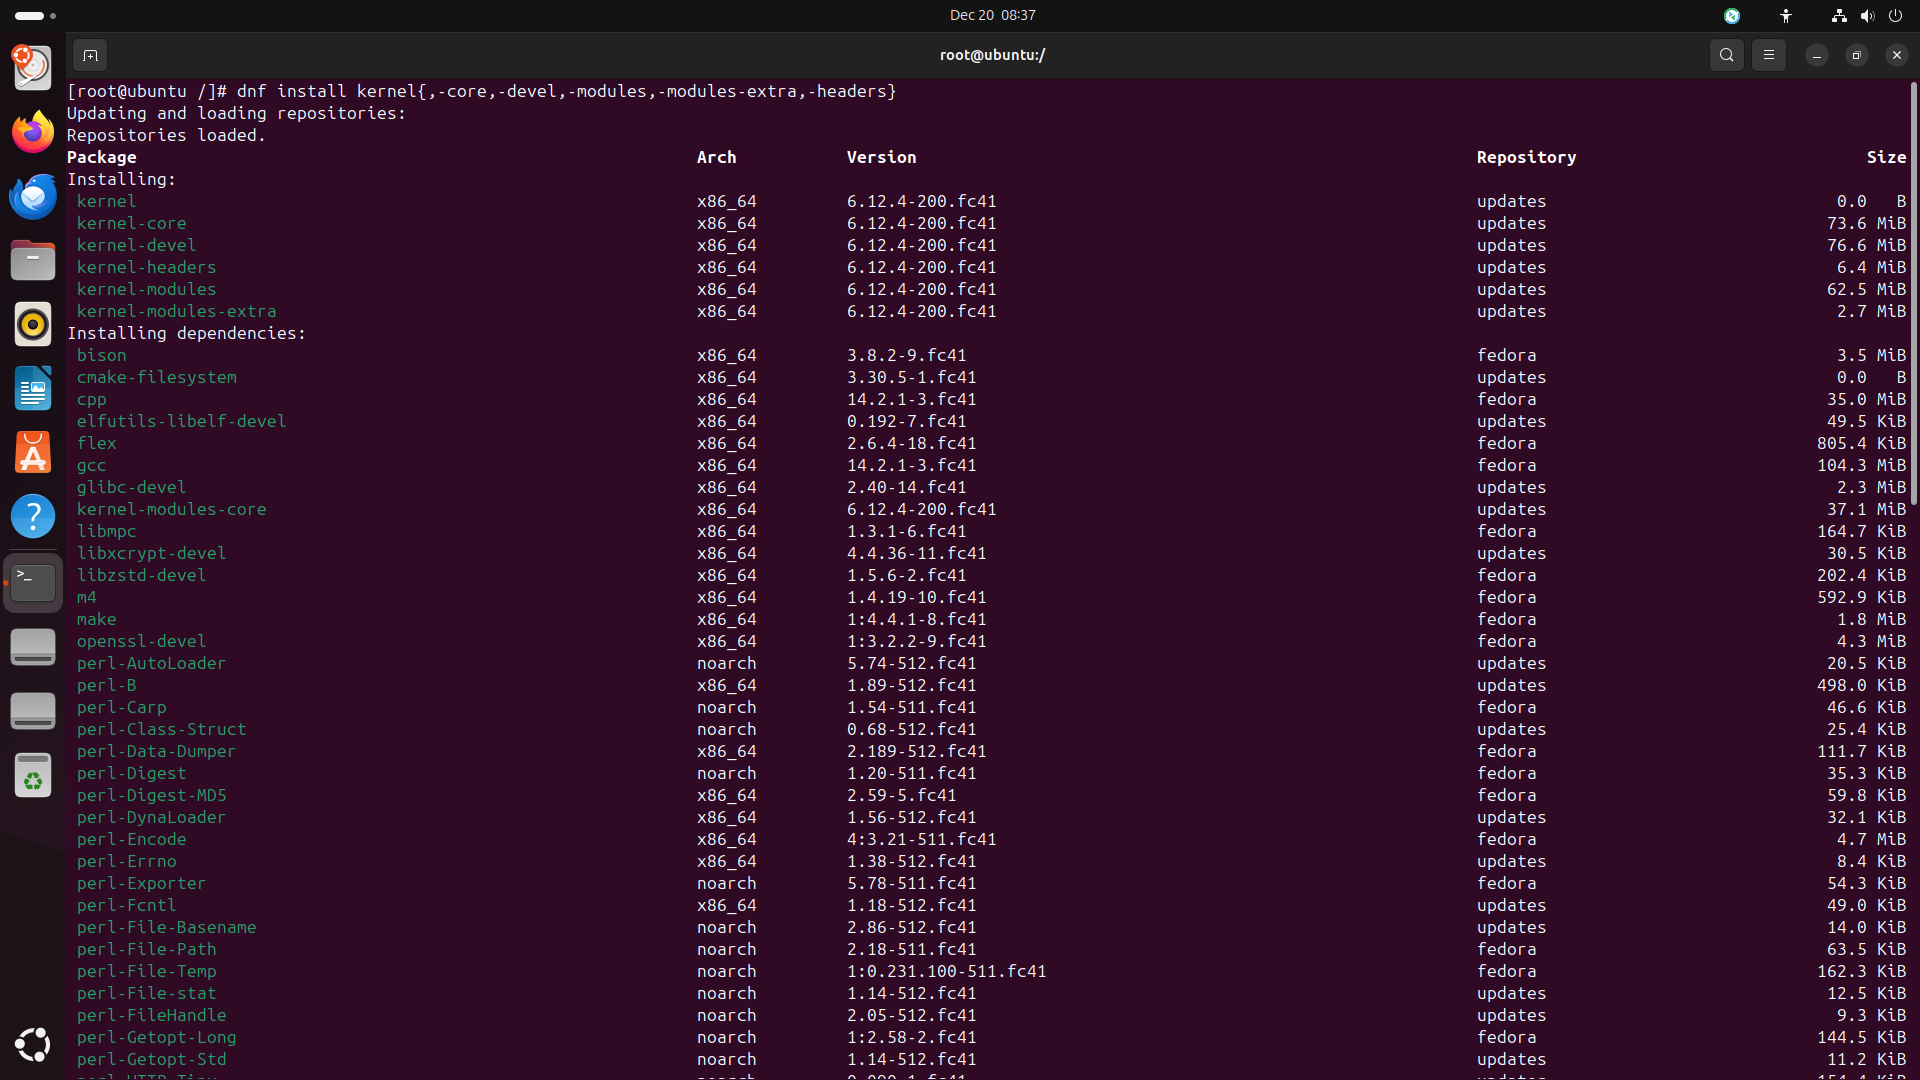 Dec 20 08:37
root@ubuntu:/
[root@ubuntu /]# dnf install kernel{,-core,-devel,-modules,-modules-extra,-headers}
Updating and loading repositories:
Repositories loaded.
Package Arch Version Repository Size
Installing:
kernel x86_64 6.12.4-200.fc41 updates 0.0 B
kernel-core x86_64 6.12.4-200.fc41 updates 73.6 MiB
kernel-devel x86_64 6.12.4-200.fc41 updates 76.6 MiB
kernel-headers x86_64 6.12.4-200.fc41 updates 6.4 MiB
kernel-modules x86_64 6.12.4-200.fc41 updates 62.5 MiB
kernel-modules-extra x86_64 6.12.4-200.fc41 updates 2.7 MiB
Installing dependencies:
bison x86_64 3.8.2-9.fc41 fedora 3.5 MiB
cmake-filesystem x86_64 3.30.5-1.fc41 updates 0.0 B
cpp x86_64 14.2.1-3.fc41 fedora 35.0 MiB
elfutils-libelf-devel x86_64 0.192-7.fc41 updates 49.5 KiB
flex x86_64 2.6.4-18.fc41 fedora 805.4 KiB
gcc x86_64 14.2.1-3.fc41 fedora 104.3 MiB
glibc-devel x86_64 2.40-14.fc41 updates 2.3 MiB
kernel-modules-core x86_64 6.12.4-200.fc41 updates 37.1 MiB
libmpc x86_64 1.3.1-6.fc41 fedora 164.7 KiB
libxcrypt-devel x86_64 4.4.36-11.fc41 updates 30.5 KiB
libzstd-devel x86_64 1.5.6-2.fc41 fedora 202.4 KiB
m4 x86_64 1.4.19-10.fc41 fedora 592.9 KiB
make x86_64 1:4.4.1-8.fc41 fedora 1.8 MiB
openssl-devel x86_64 1:3.2.2-9.fc41 fedora 4.3 MiB
perl-AutoLoader noarch 5.74-512.fc41 updates 20.5 KiB
perl-B x86_64 1.89-512.fc41 updates 498.0 KiB
perl-Carp noarch 1.54-511.fc41 fedora 46.6 KiB
perl-Class-Struct noarch 0.68-512.fc41 updates 25.4 KiB
perl-Data-Dumper x86_64 2.189-512.fc41 fedora 111.7 KiB
perl-Digest noarch 1.20-511.fc41 fedora 35.3 KiB
perl-Digest-MD5 x86_64 2.59-5.fc41 fedora 59.8 KiB
perl-DynaLoader x86_64 1.56-512.fc41 updates 32.1 KiB
perl-Encode x86_64 4:3.21-511.fc41 fedora 4.7 MiB
perl-Errno x86_64 1.38-512.fc41 updates 8.4 KiB
perl-Exporter noarch 5.78-511.fc41 fedora 54.3 KiB
perl-Fcntl x86_64 1.18-512.fc41 updates 49.0 KiB
perl-File-Basename noarch 2.86-512.fc41 updates 14.0 KiB
perl-File-Path noarch 2.18-511.fc41 fedora 63.5 KiB
perl-File-Temp noarch 1:0.231.100-511.fc41 fedora 162.3 KiB
perl-File-stat noarch 1.14-512.fc41 updates 12.5 KiB
perl-FileHandle noarch 2.05-512.fc41 updates 9.3 KiB
perl-Getopt-Long noarch 1:2.58-2.fc41 fedora 144.5 KiB
perl-Getopt-Std noarch 1.14-512.fc41 updates 11.2 KiB